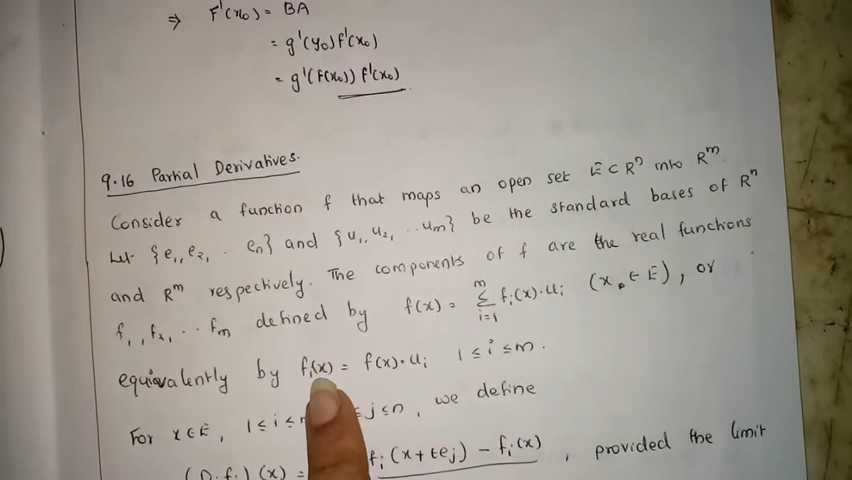 ⇒ F'(x₀) = BA
= g'(y₀) f'(x₀)
= g'(f(x₀)) f'(x₀)
9.16 Partial Derivatives.
Consider a function f that maps an open set E ⊂ Rⁿ into Rᵐ.
Let {e₁, e₂, .. eₙ} and {u₁, u₂, .. uₘ} be the standard bases of Rⁿ
and Rᵐ respectively. The components of f are the real functions
f₁, f₂, .. fₘ defined by f(x) = Σᵢ₌₁ᵐ fᵢ(x)·uᵢ (x ∈ E), or
equivalently by fᵢ(x) = f(x)·uᵢ 1 ≤ i ≤ m.
For x ∈ E, 1 ≤ i ≤ ≤ j ≤ n, we define
(Dⱼfᵢ)(x) = fᵢ(x+teⱼ) − fᵢ(x), provided the limit